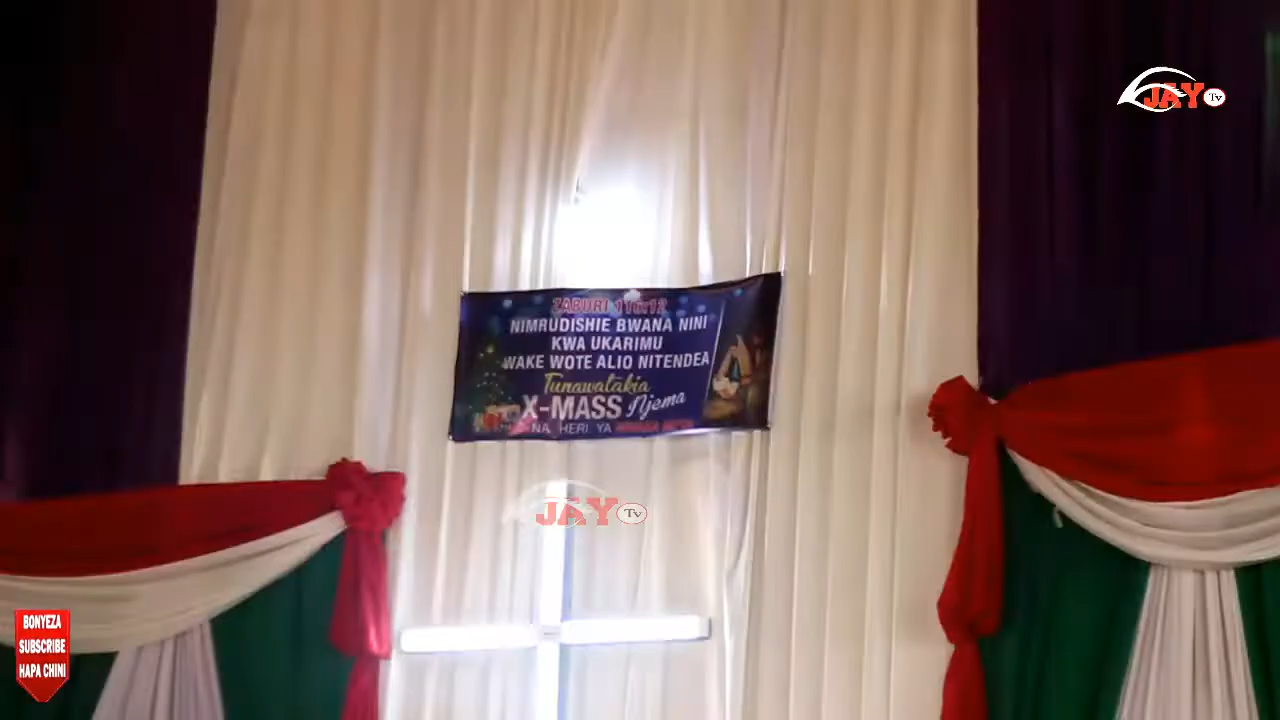 JAY Tv
ZABURI 116:12
NIMRUDISHIE BWANA NINI
KWA UKARIMU
WAKE WOTE ALIO NITENDEA
Tunawatakia
X-MASS Njema
NA HERI YA
JAY Tv
BONYEZA
SUBSCRIBE
HAPA CHINI